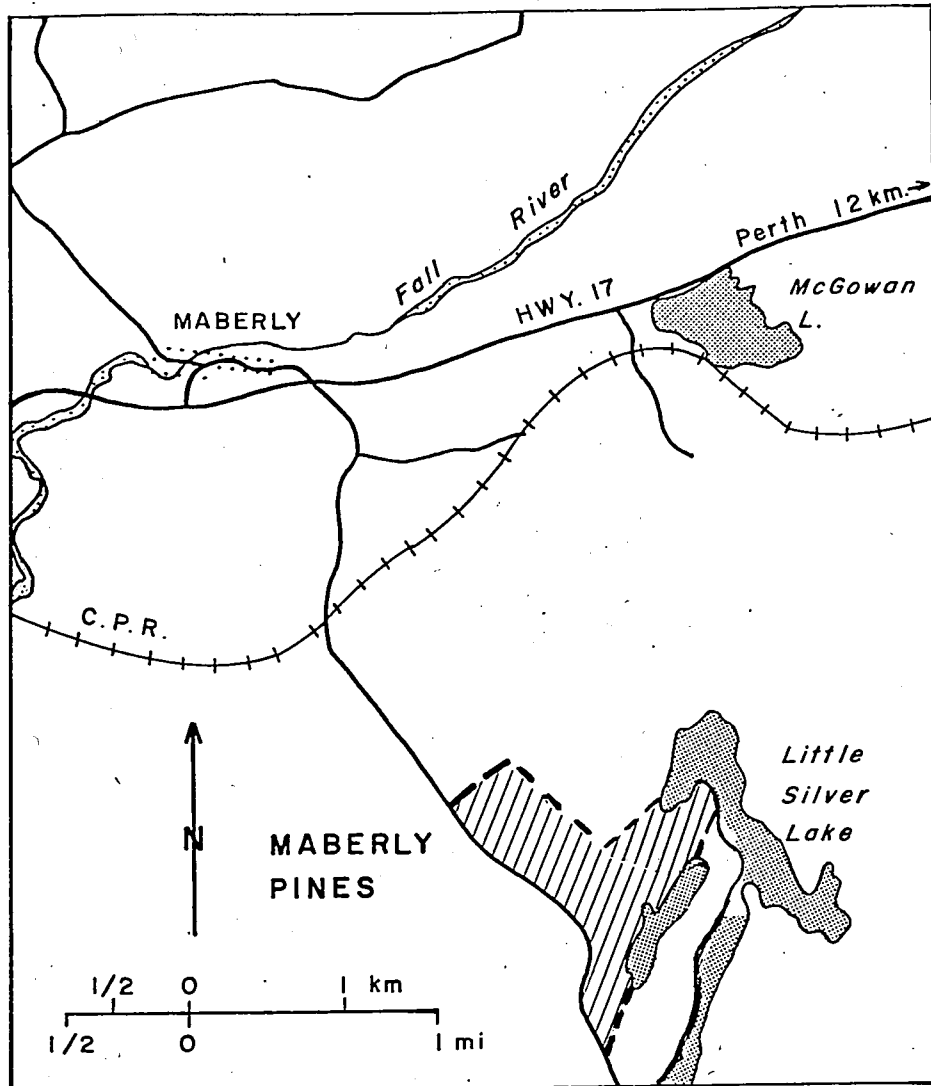 Fall River
Perth 12 km.
HWY. 17
McGowan
L.
MABERLY
C.P.R.
Little
Silver
Lake
N
MABERLY
PINES
1/2 0 1 km
1/2 0 1 mi